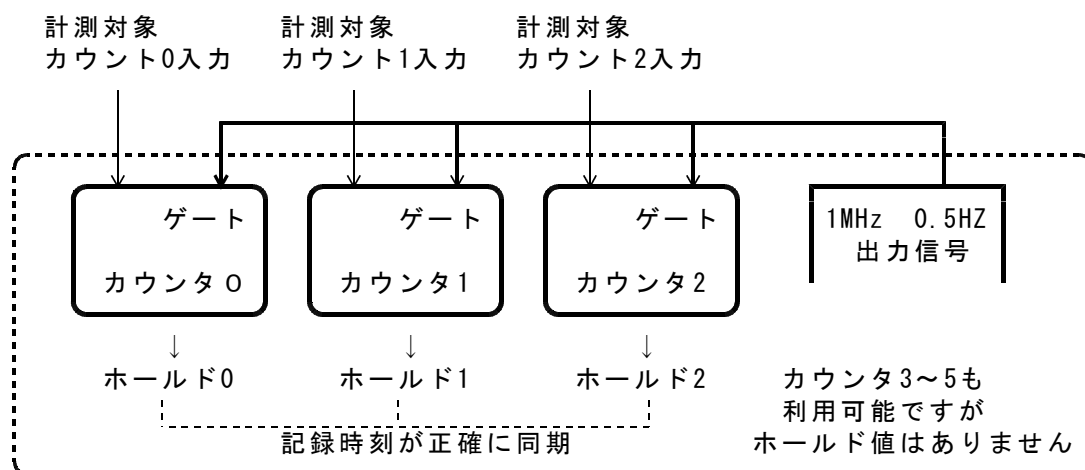 計測対象
カウント0入力
計測対象
カウント1入力
計測対象
カウント2入力
ゲート
カウンタ0
ゲート
カウンタ1
ゲート
カウンタ2
1MHz 0.5HZ
出力信号
↓
ホールド0
↓
ホールド1
↓
ホールド2
記録時刻が正確に同期
カウンタ3～5も
利用可能ですが
ホールド値はありません